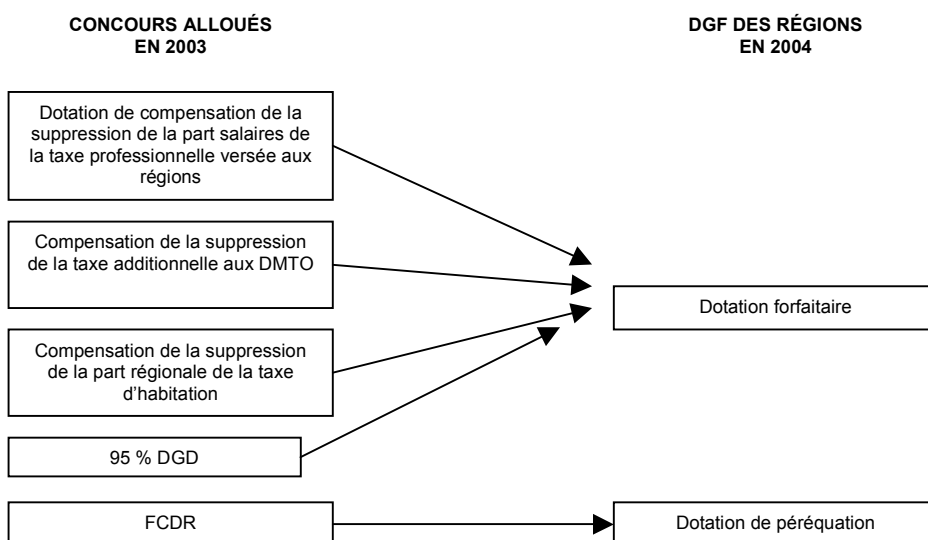 CONCOURS ALLOUÉS
EN 2003
DGF DES RÉGIONS
EN 2004
Dotation de compensation de la
suppression de la part salaires de
la taxe professionnelle versée aux
régions
Compensation de la suppression
de la taxe additionnelle aux DMTO
Dotation forfaitaire
Compensation de la suppression
de la part régionale de la taxe
d'habitation
95 % DGD
FCDR
Dotation de péréquation